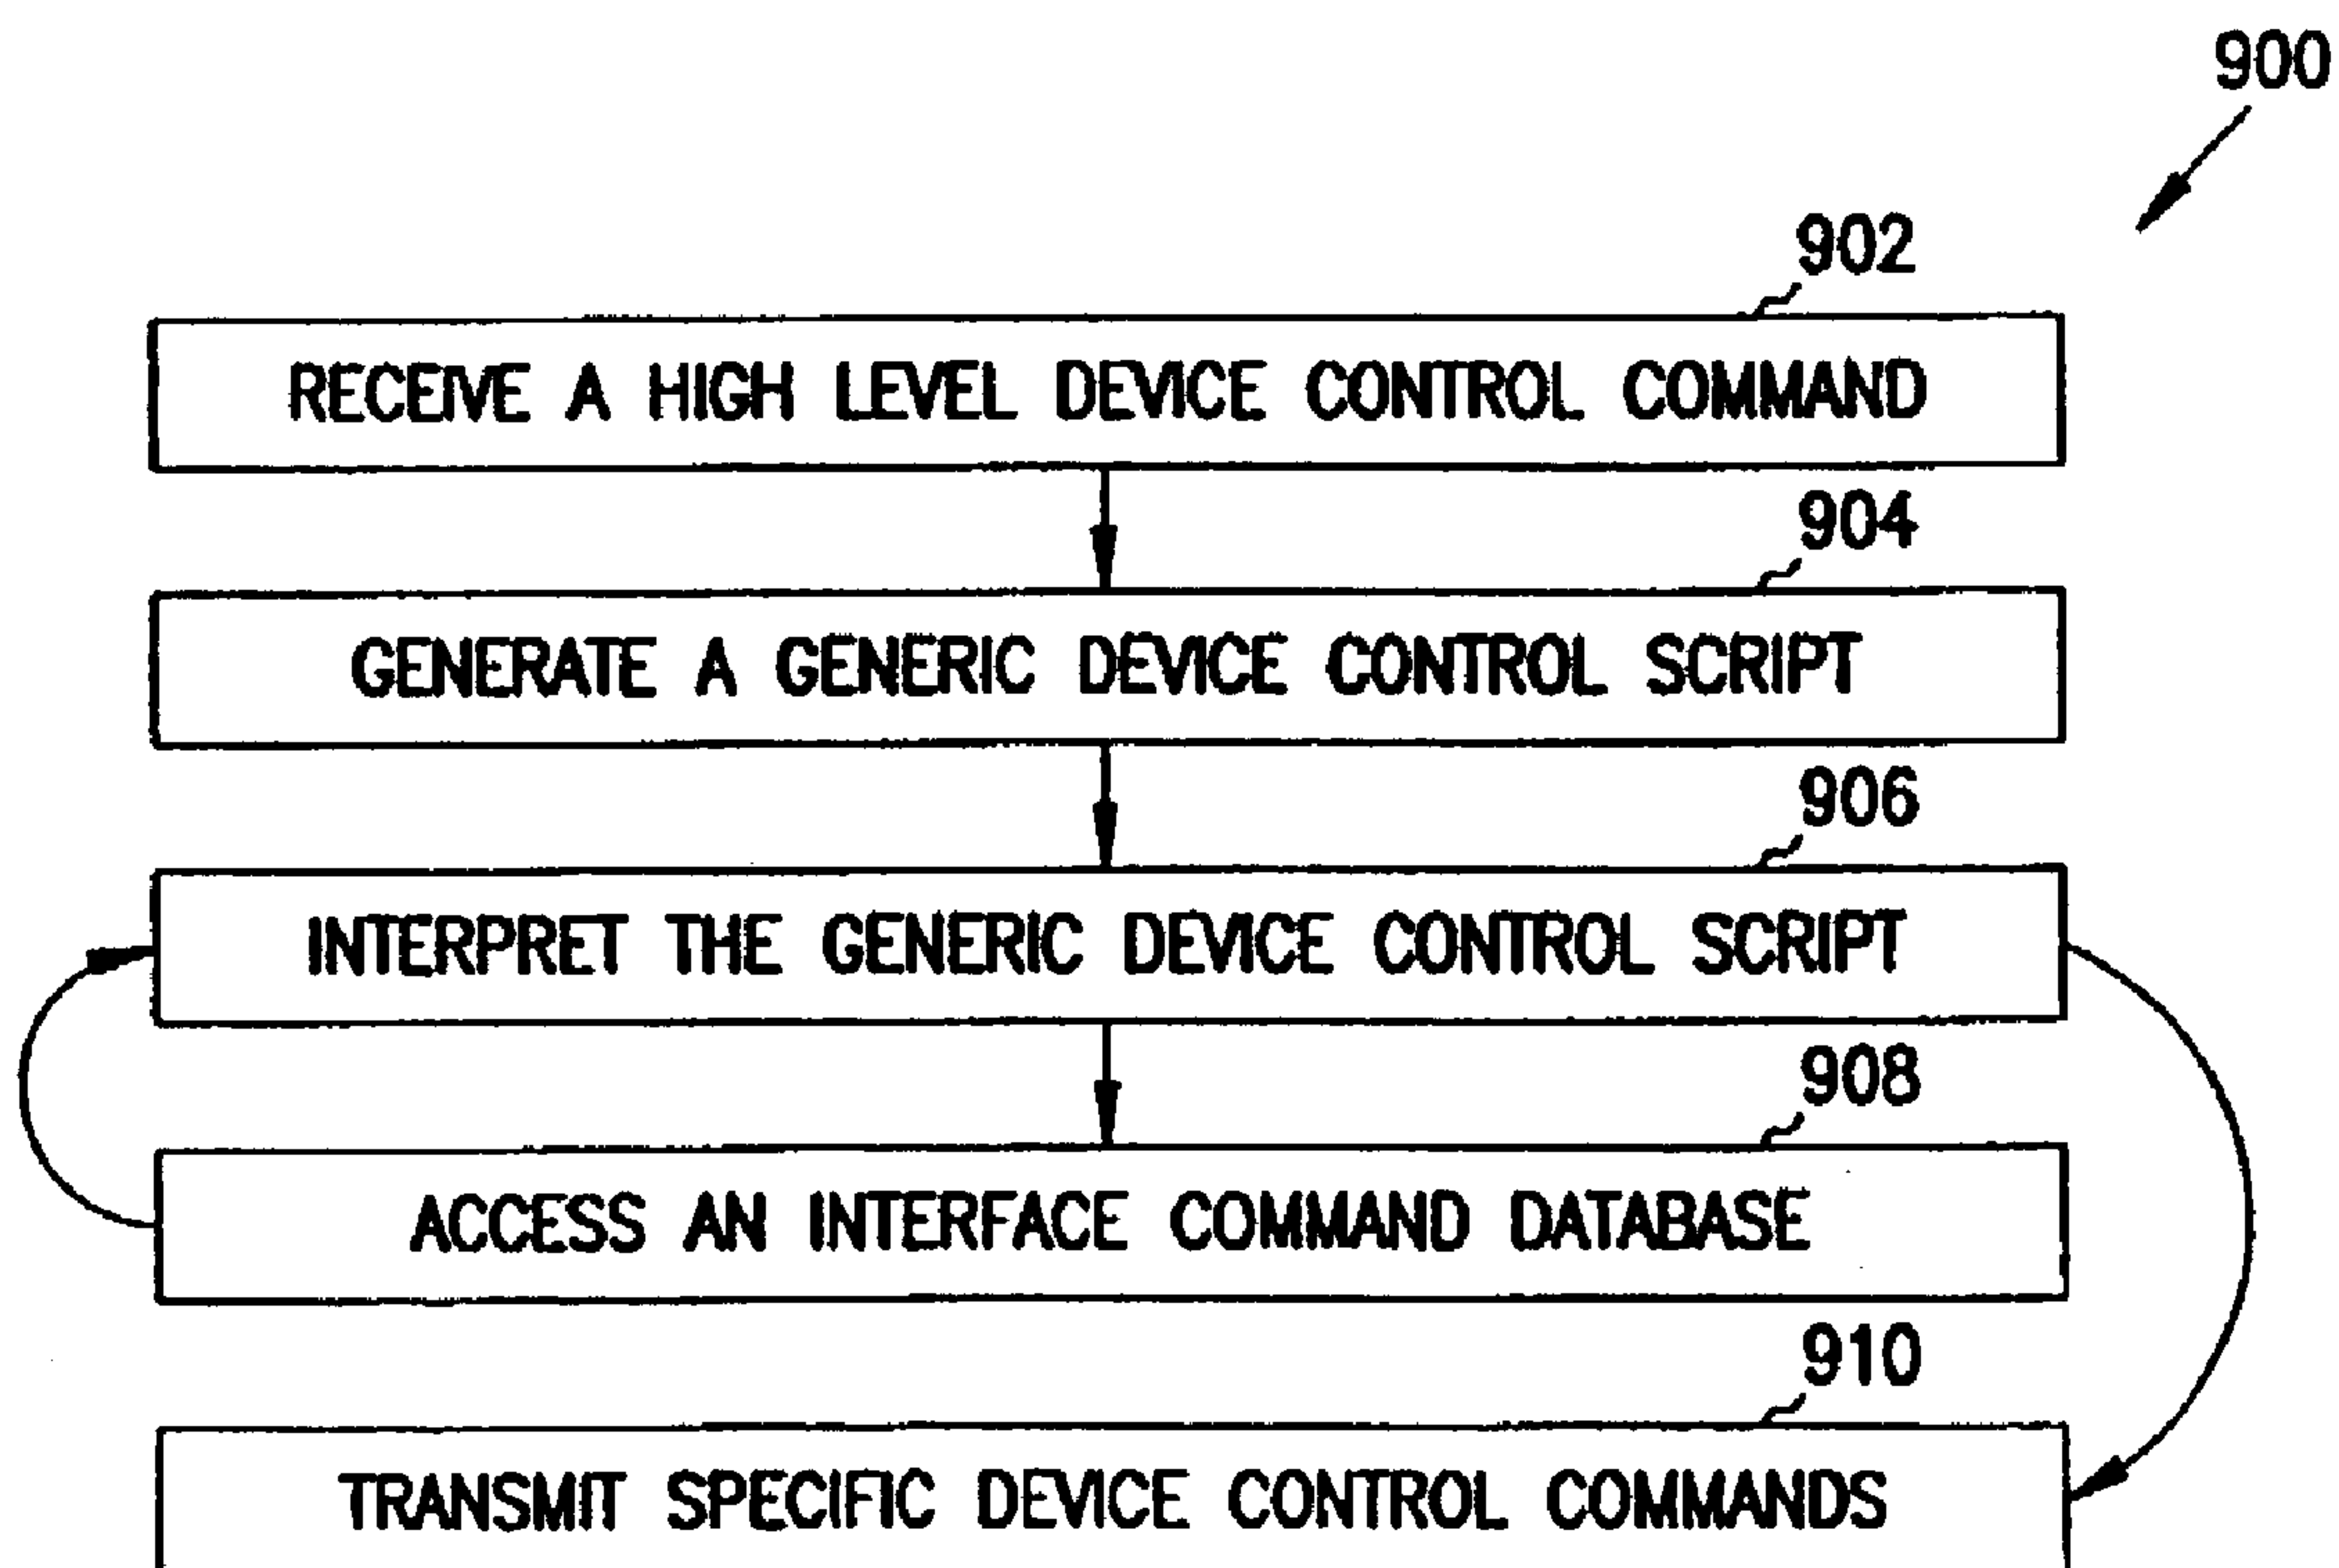 900
902
RECEIVE A HIGH LEVEL DEVICE CONTROL COMMAND
904
GENERATE A GENERIC DEVICE CONTROL SCRIPT
906
INTERPRET THE GENERIC DEVICE CONTROL SCRIPT
908
ACCESS AN INTERFACE COMMAND DATABASE
910
TRANSMIT SPECIFIC DEVICE CONTROL COMMANDS